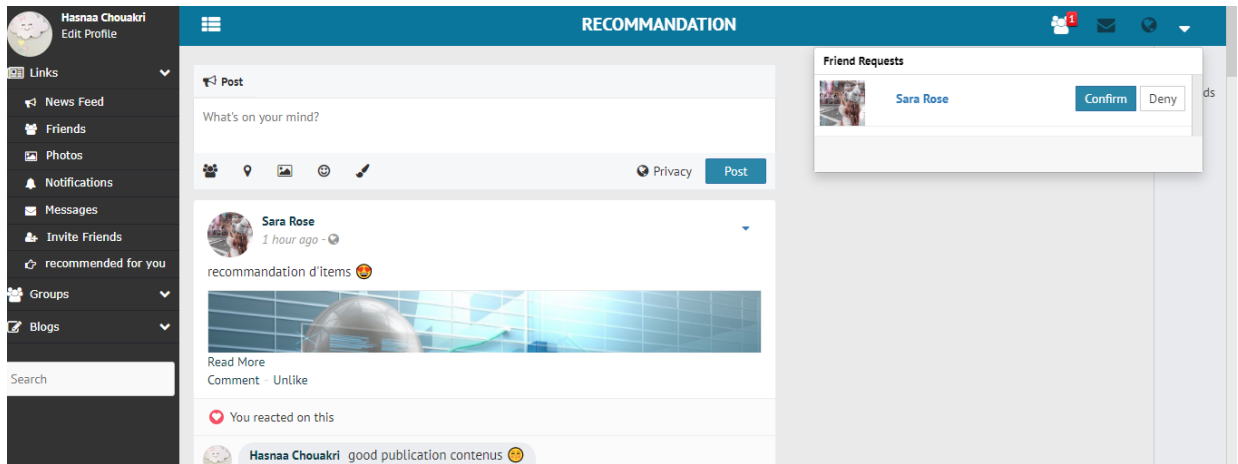 Hasnaa Chouakri
Edit Profile
RECOMMANDATION
1
Links
News Feed
Friends
Photos
Notifications
Messages
Invite Friends
recommended for you
Groups
Blogs
Search
Post
What's on your mind?
Privacy Post
Sara Rose
1 hour ago -
recommandation d'items
Read More
Comment - Unlike
You reacted on this
Hasnaa Chouakri good publication contenus
Friend Requests
Sara Rose Confirm Deny
ds